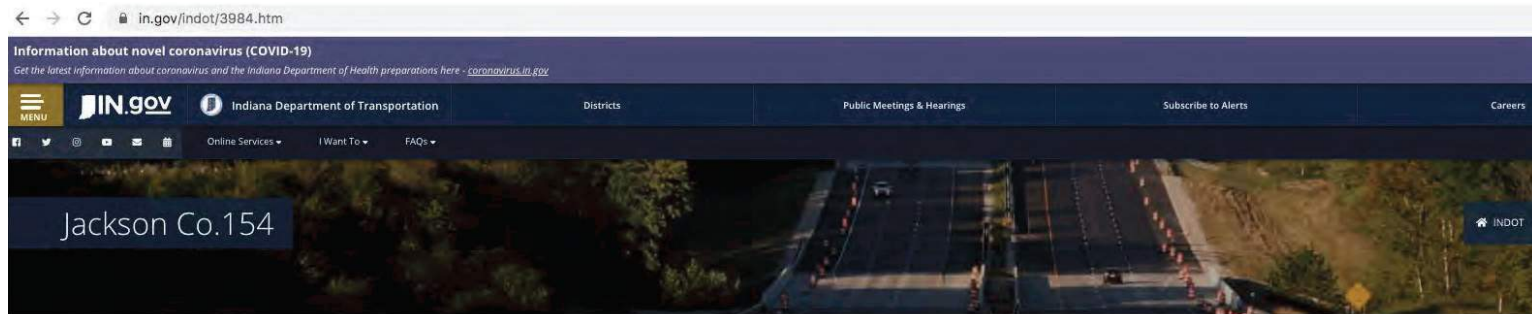 in.gov/indot/3984.htm
Information about novel coronavirus (COVID-19)
Get the latest information about coronavirus and the Indiana Department of Health preparations here - coronavirus.in.gov
MENU
IN.gov
Indiana Department of Transportation
Districts
Public Meetings & Hearings
Subscribe to Alerts
Careers
Online Services
I Want To
FAQs
Jackson Co.154
INDOT